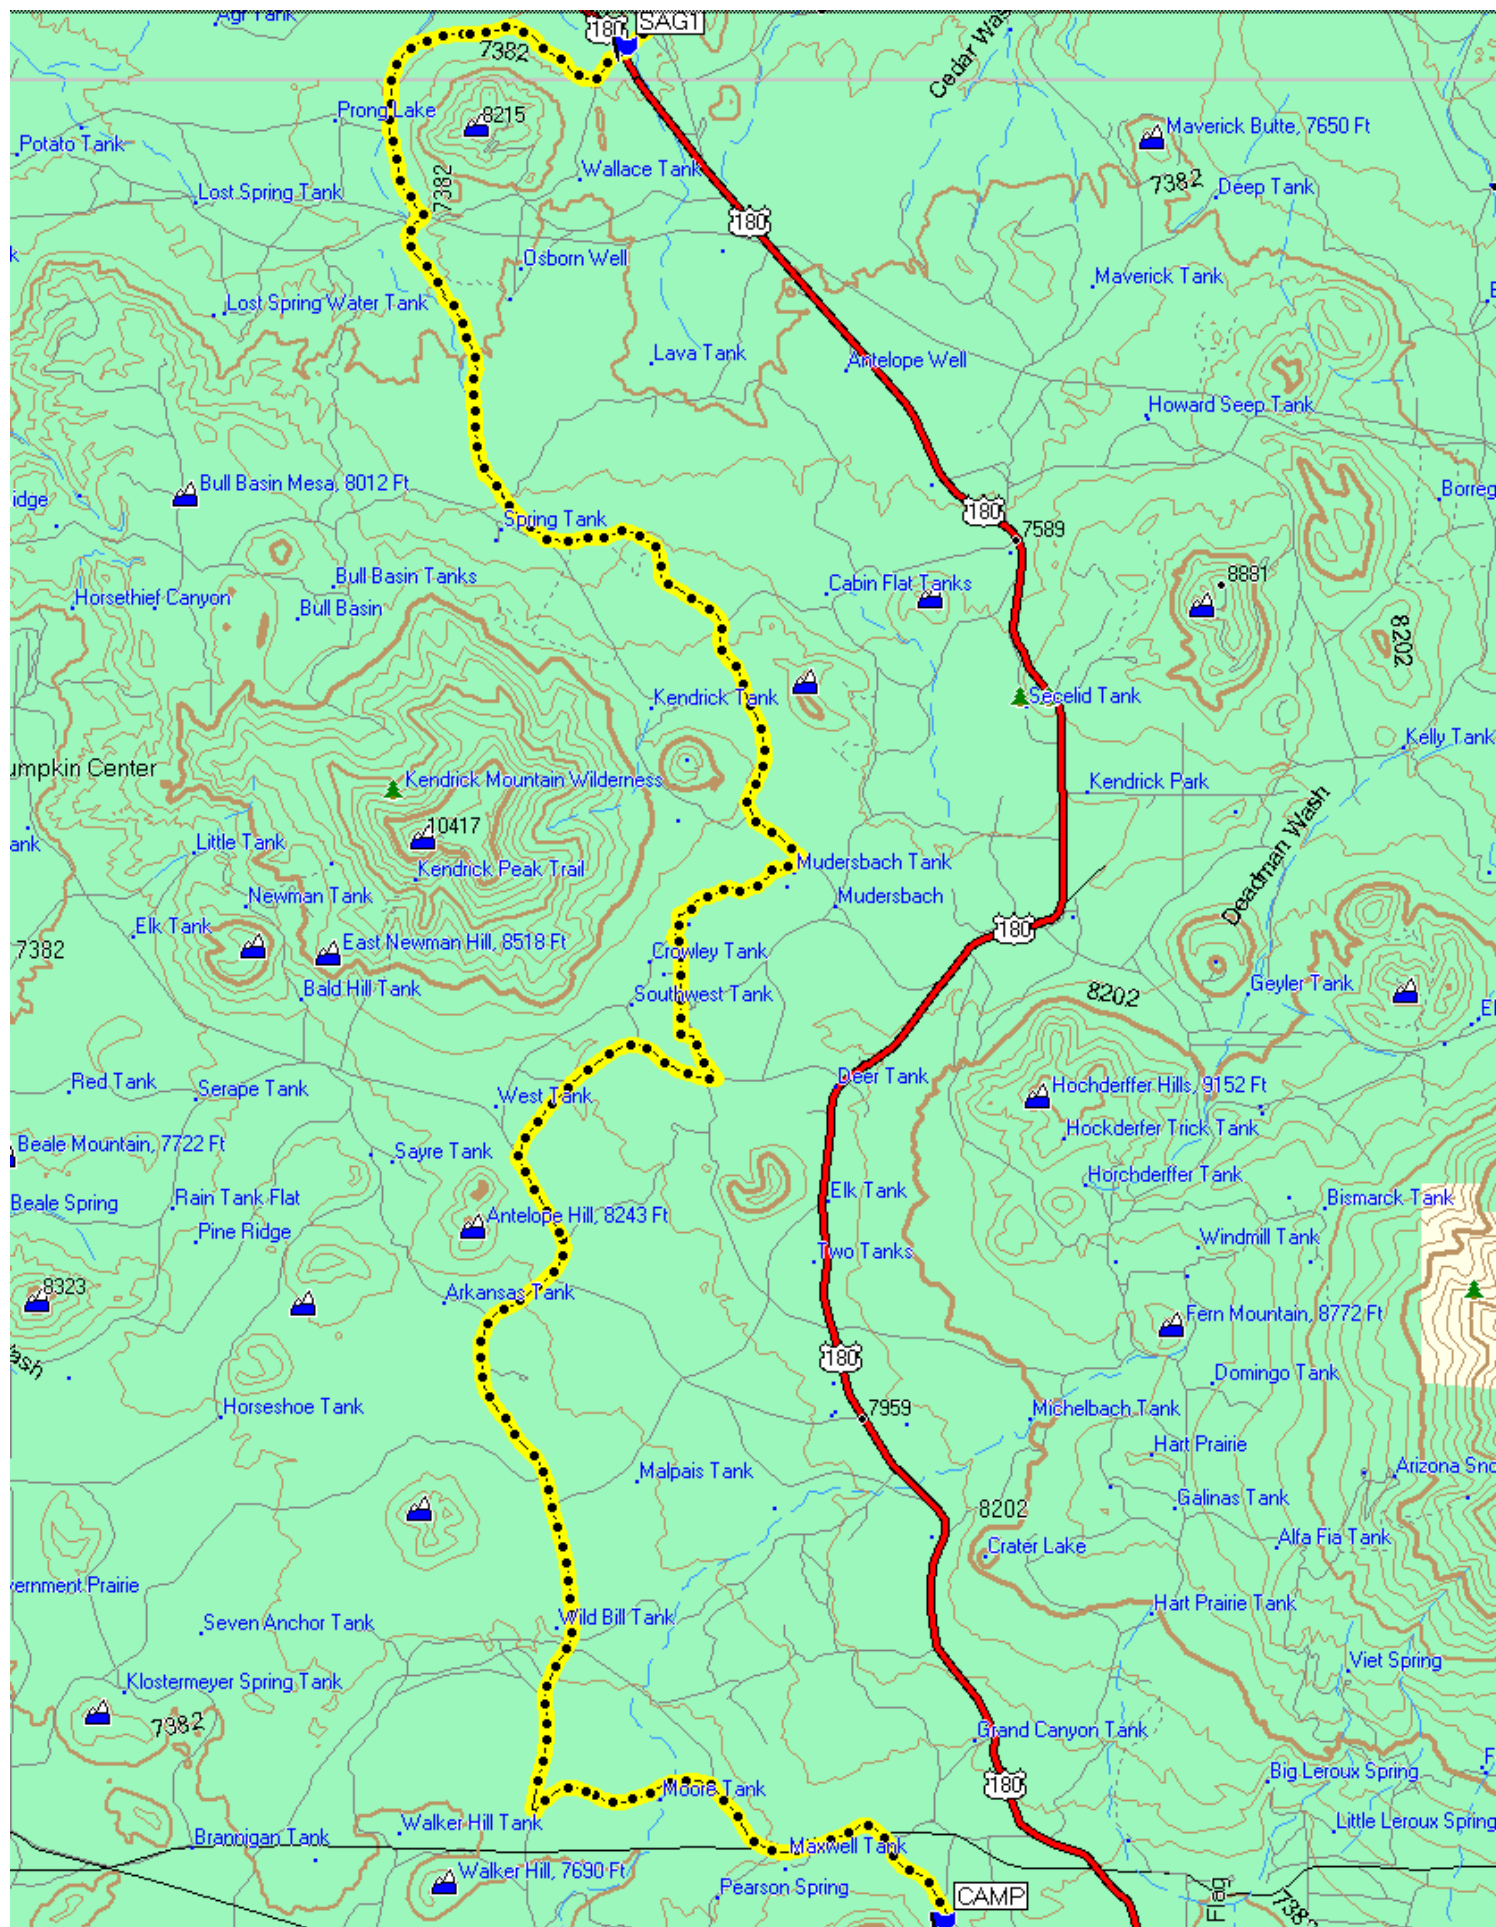 Agr Tank
180
SAG1
7382
Cedar Was
Prong Lake
8215
Maverick Butte, 7650 Ft
Potato Tank
Wallace Tank
7382
7382
Deep Tank
Lost Spring Tank
180
k
Osborn Well
Maverick Tank
Lost Spring Water Tank
Lava Tank
Antelope Well
Howard Seep Tank
Bull Basin Mesa, 8012 Ft
idge
Borreg
180
Spring Tank
7589
Bull Basin Tanks
Cabin Flat Tanks
8881
Horsethief Canyon
Bull Basin
8202
Kendrick Tank
Secelid Tank
Kelly Tank
umpkin Center
Kendrick Mountain Wilderness
Kendrick Park
10417
Little Tank
ank
Deadman Wash
Mudersbach Tank
Kendrick Peak Trail
Newman Tank
Mudersbach
Elk Tank
180
East Newman Hill, 8518 Ft
7382
Crowley Tank
Bald Hill Tank
Southwest Tank
8202
Geyler Tank
El
Red Tank
Serape Tank
Deer Tank
Hochderffer Hills, 9152 Ft
West Tank
Hockderfer Trick Tank
Beale Mountain, 7722 Ft
Sayre Tank
Horchderffer Tank
Beale Spring
Rain Tank Flat
Elk Tank
Bismarck Tank
Antelope Hill, 8243 Ft
Pine Ridge
Two Tanks
Windmill Tank
8323
Arkansas Tank
Fern Mountain, 8772 Ft
ash
180
Domingo Tank
Horseshoe Tank
7959
Michelbach Tank
Hart Prairie
Malpais Tank
Arizona Sno
Galinas Tank
8202
Alfa Fia Tank
Crater Lake
vernment Prairie
Hart Prairie Tank
Seven Anchor Tank
Wild Bill Tank
Viet Spring
Klostermeyer Spring Tank
7382
Grand Canyon Tank
F
180
Big Leroux Spring
Moore Tank
Walker Hill Tank
Little Leroux Spring
Brannigan Tank
Maxwell Tank
Walker Hill, 7690 Ft
Pearson Spring
CAMP
Flag
7382